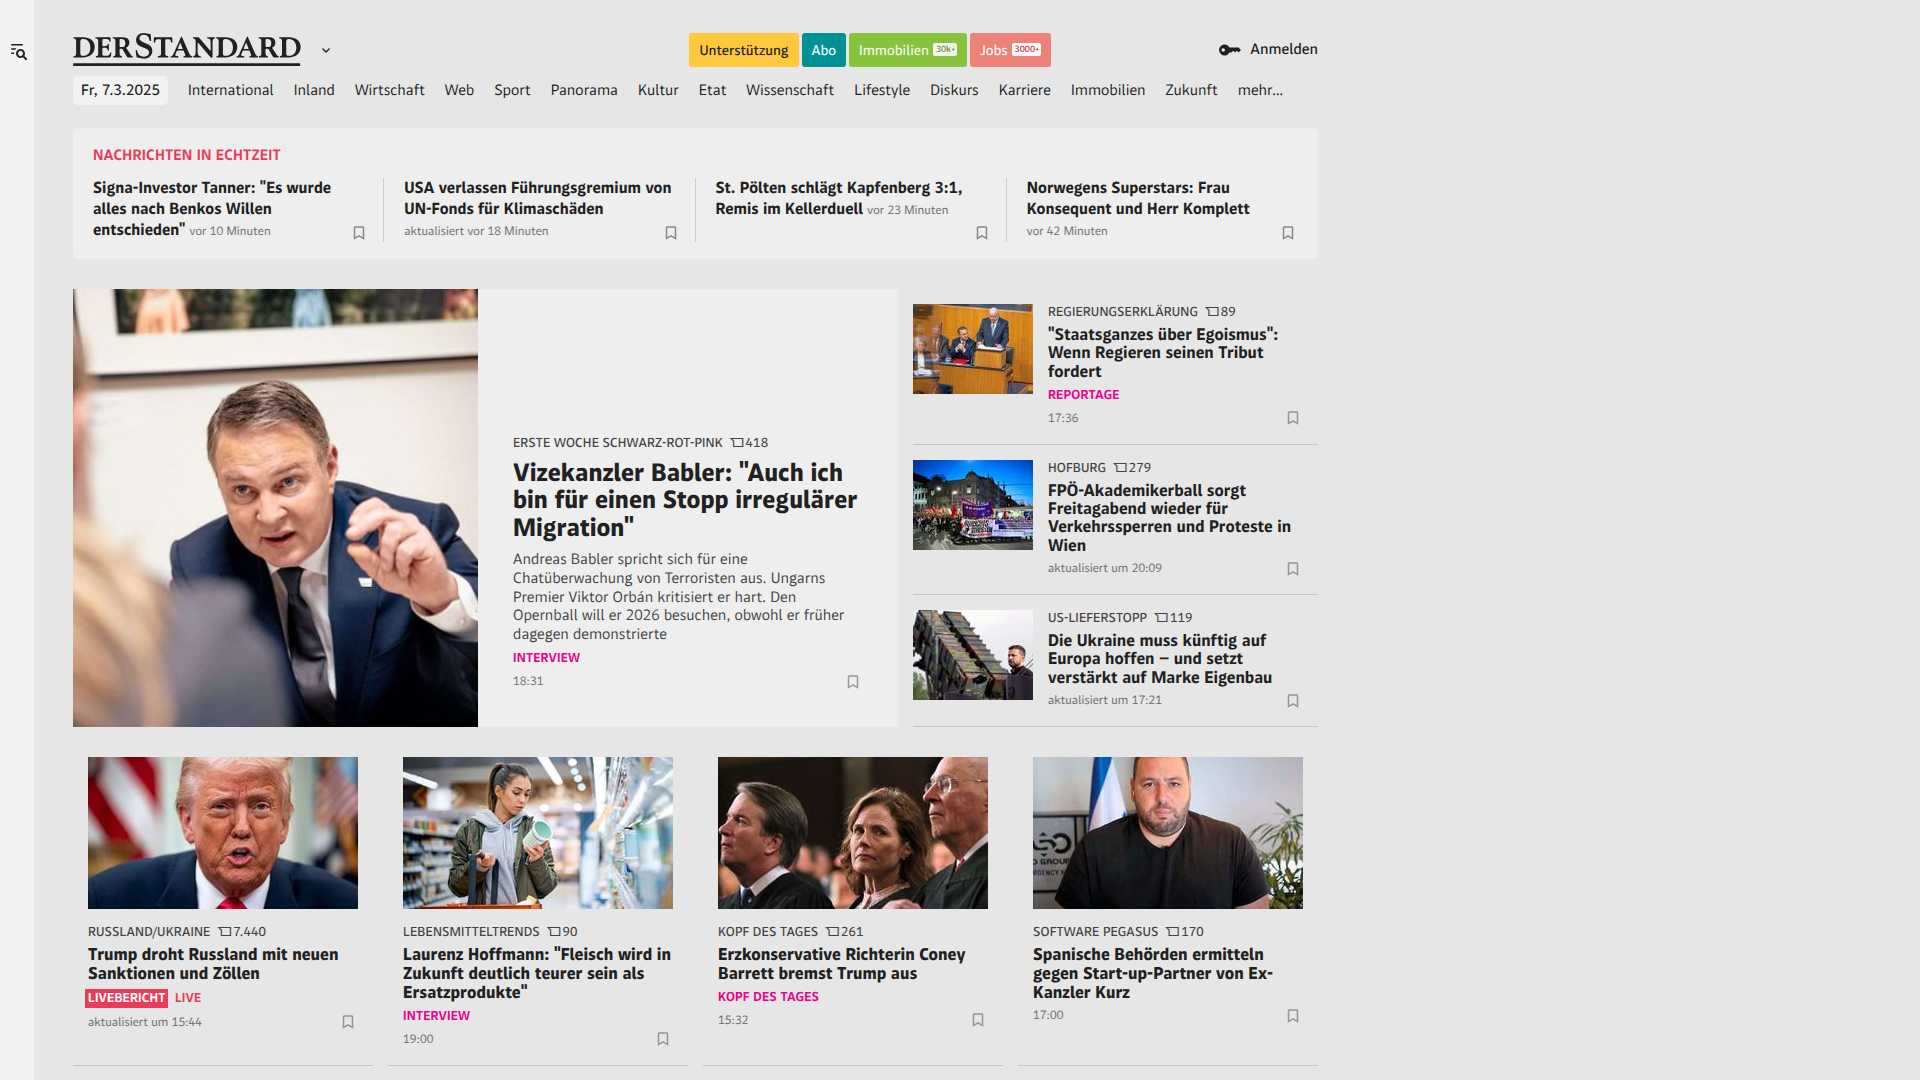 DERSTANDARD
Unterstützung
Abo
Immobilien 30k+
Jobs 3000+
Anmelden
Fr, 7.3.2025
International
Inland
Wirtschaft
Web
Sport
Panorama
Kultur
Etat
Wissenschaft
Lifestyle
Diskurs
Karriere
Immobilien
Zukunft
mehr...
NACHRICHTEN IN ECHTZEIT
Signa-Investor Tanner: "Es wurde
alles nach Benkos Willen
entschieden" vor 10 Minuten
USA verlassen Führungsgremium von
UN-Fonds für Klimaschäden
aktualisiert vor 18 Minuten
St. Pölten schlägt Kapfenberg 3:1,
Remis im Kellerduell vor 23 Minuten
Norwegens Superstars: Frau
Konsequent und Herr Komplett
vor 42 Minuten
ERSTE WOCHE SCHWARZ-ROT-PINK 418
Vizekanzler Babler: "Auch ich
bin für einen Stopp irregulärer
Migration"
Andreas Babler spricht sich für eine
Chatüberwachung von Terroristen aus. Ungarns
Premier Viktor Orbán kritisiert er hart. Den
Opernball will er 2026 besuchen, obwohl er früher
dagegen demonstrierte
INTERVIEW
18:31
REGIERUNGSERKLÄRUNG 89
"Staatsganzes über Egoismus":
Wenn Regieren seinen Tribut
fordert
REPORTAGE
17:36
HOFBURG 279
FPÖ-Akademikerball sorgt
Freitagabend wieder für
Verkehrssperren und Proteste in
Wien
aktualisiert um 20:09
US-LIEFERSTOPP 119
Die Ukraine muss künftig auf
Europa hoffen – und setzt
verstärkt auf Marke Eigenbau
aktualisiert um 17:21
RUSSLAND/UKRAINE 7.440
Trump droht Russland mit neuen
Sanktionen und Zöllen
LIVEBERICHT LIVE
aktualisiert um 15:44
LEBENSMITTELTRENDS 90
Laurenz Hoffmann: "Fleisch wird in
Zukunft deutlich teurer sein als
Ersatzprodukte"
INTERVIEW
19:00
KOPF DES TAGES 261
Erzkonservative Richterin Coney
Barrett bremst Trump aus
KOPF DES TAGES
15:32
SOFTWARE PEGASUS 170
Spanische Behörden ermitteln
gegen Start-up-Partner von Ex-
Kanzler Kurz
17:00